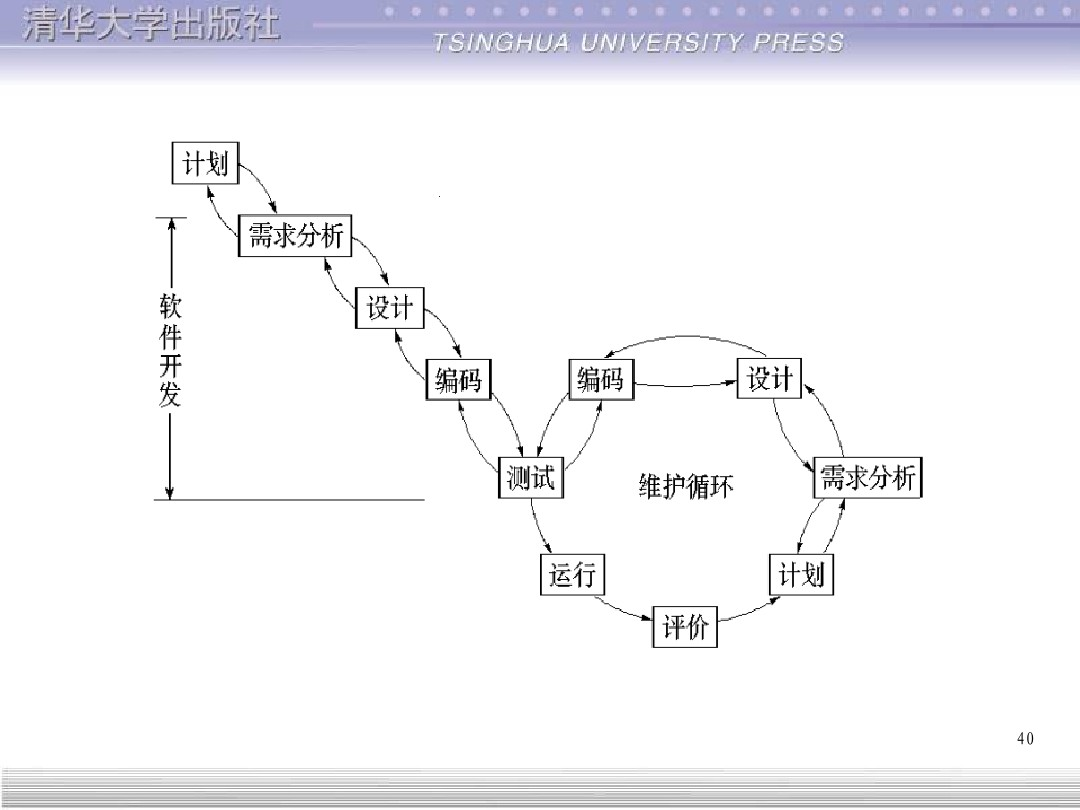 清华大学出版社
TSINGHUA UNIVERSITY PRESS
计划
需求分析
设计
编码
测试
软件开发
编码
设计
需求分析
维护循环
运行
计划
评价
40